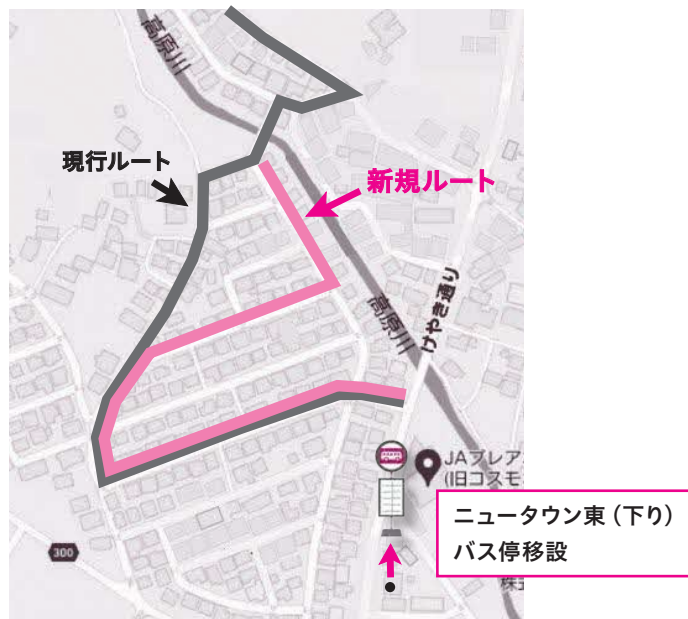 高原川
現行ルート
新規ルート
けやき通り
高原川
JAプレア
(旧コスモ
ニュータウン東（下り）
バス停移設
300
株式